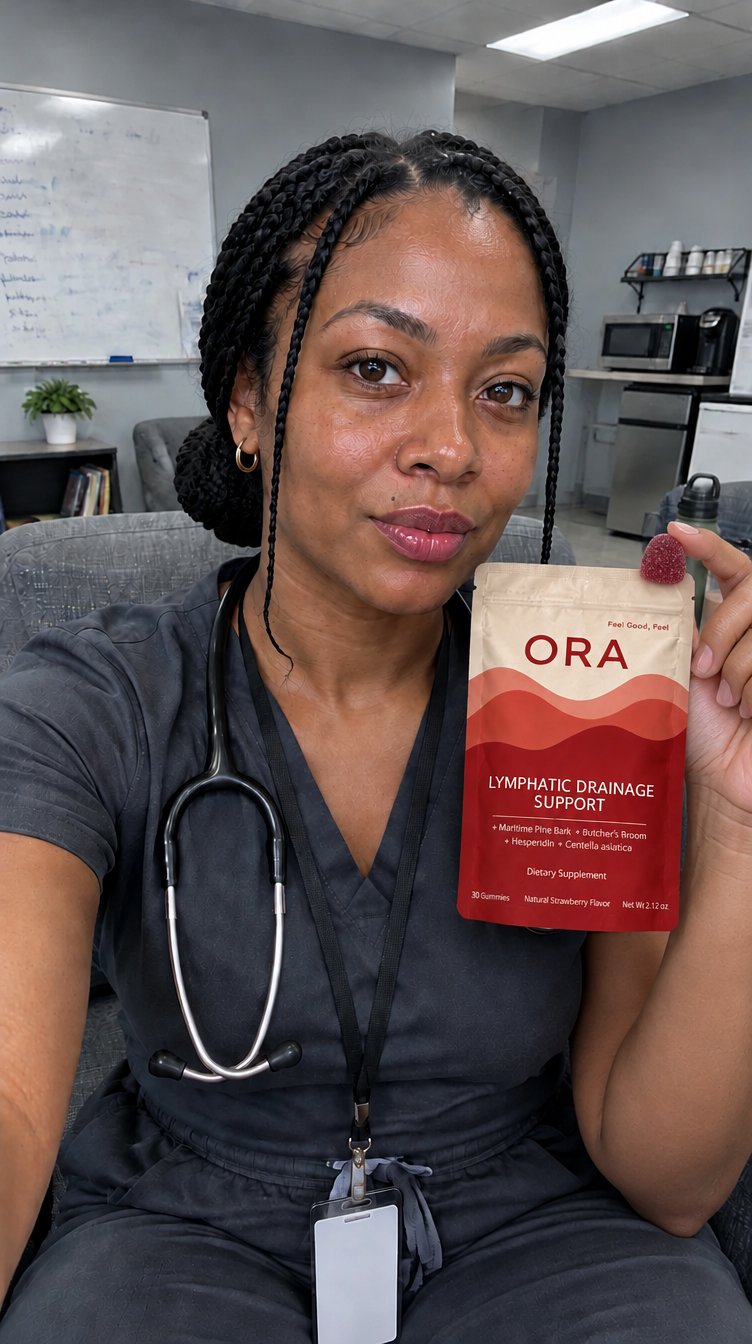 Feel Good, Feel
ORA
LYMPHATIC DRAINAGE
SUPPORT
+ Maritime Pine Bark + Butcher's Broom
+ Hesperidin + Centella asiatica
Dietary Supplement
30 Gummies Natural Strawberry Flavor Net Wt 2.12 oz